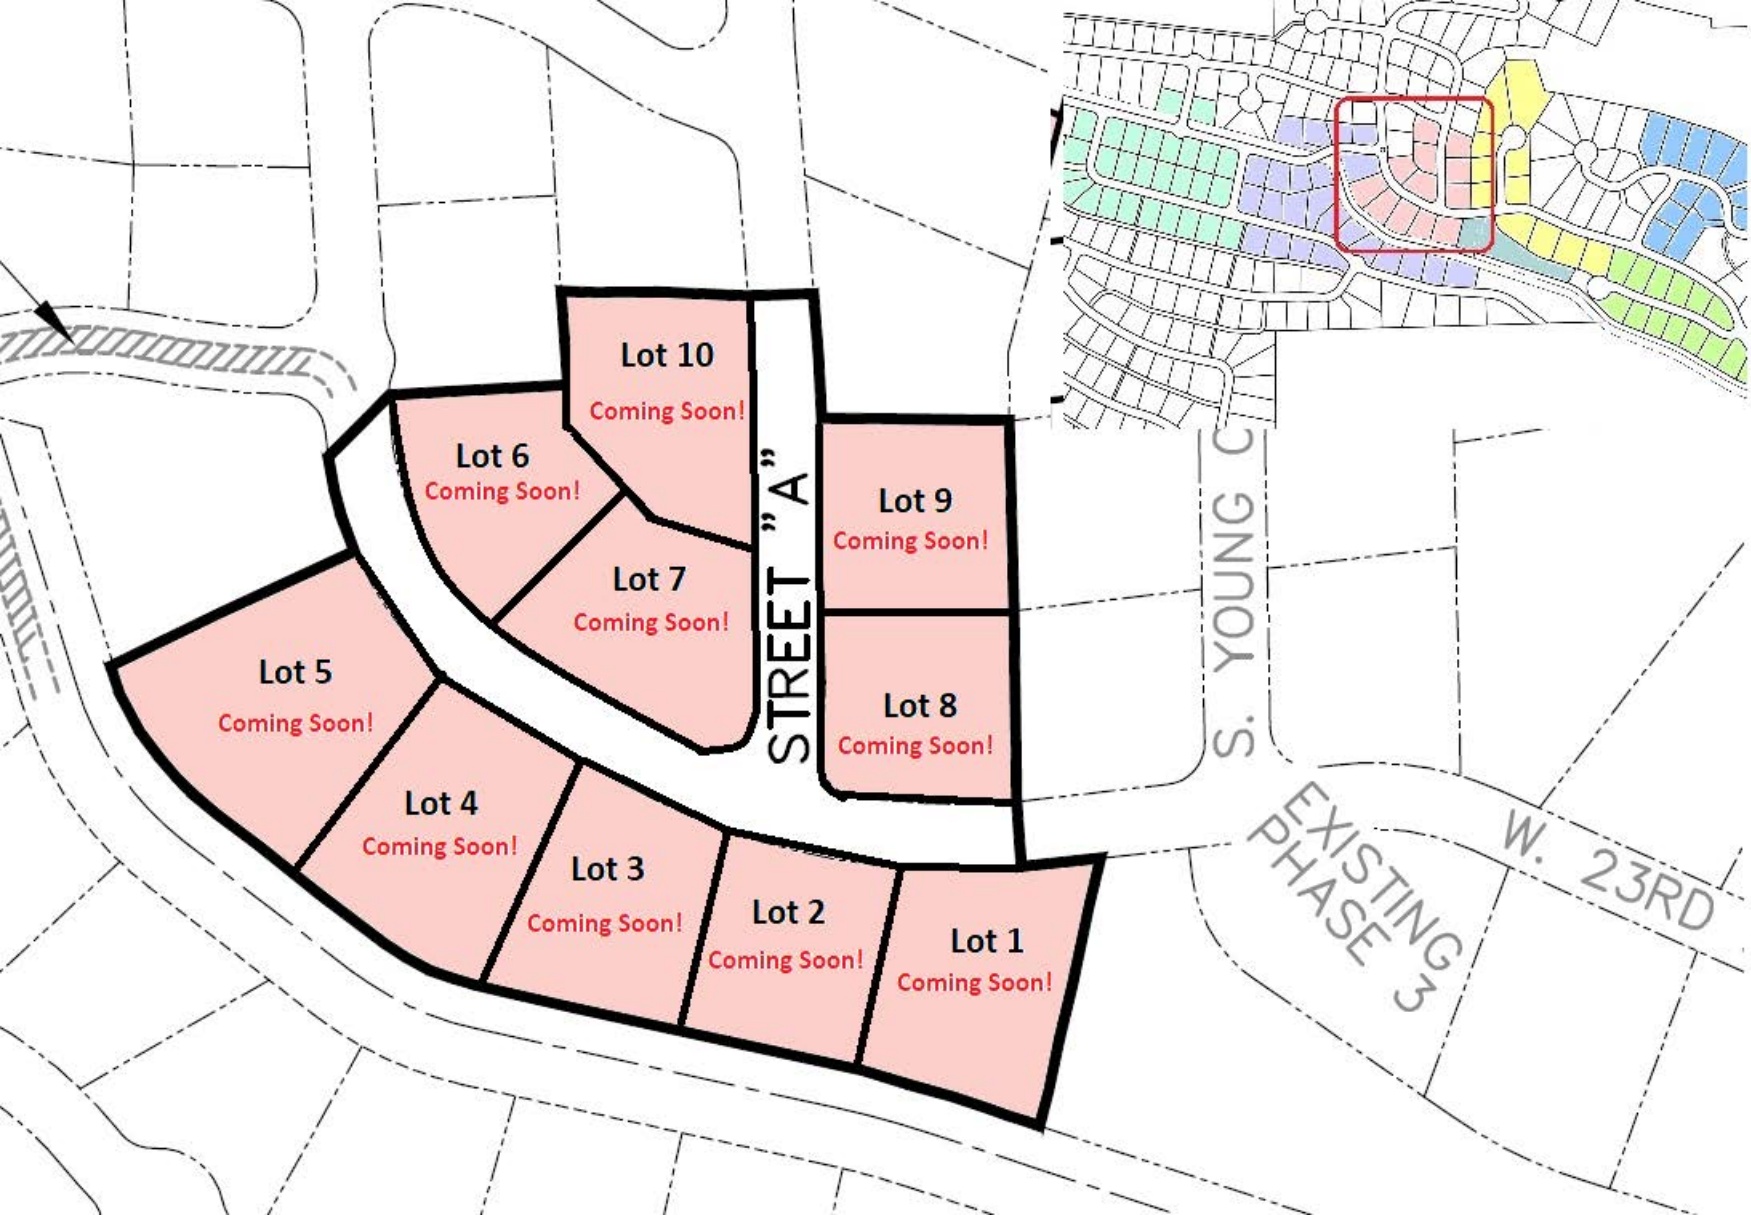 Lot 10
Coming Soon!
Lot 6
Coming Soon!
STREET "A"
Lot 9
Coming Soon!
Lot 7
Coming Soon!
S. YOUNG C
Lot 5
Coming Soon!
Lot 8
Coming Soon!
Lot 4
Coming Soon!
Lot 3
Coming Soon!
Lot 2
Coming Soon!
Lot 1
Coming Soon!
EXISTING
PHASE 3
W. 23RD